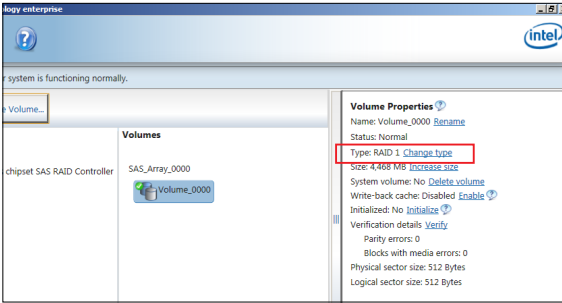 ology enterprise
intel
r system is functioning normally.
e Volume...
Volumes
chipset SAS RAID Controller
SAS_Array_0000
Volume_0000
Volume Properties
Name: Volume_0000 Rename
Status: Normal
Type: RAID 1 Change type
Size: 4,468 MB Increase size
System volume: No Delete volume
Write-back cache: Disabled Enable
Initialized: No Initialize
Verification details Verify
Parity errors: 0
Blocks with media errors: 0
Physical sector size: 512 Bytes
Logical sector size: 512 Bytes